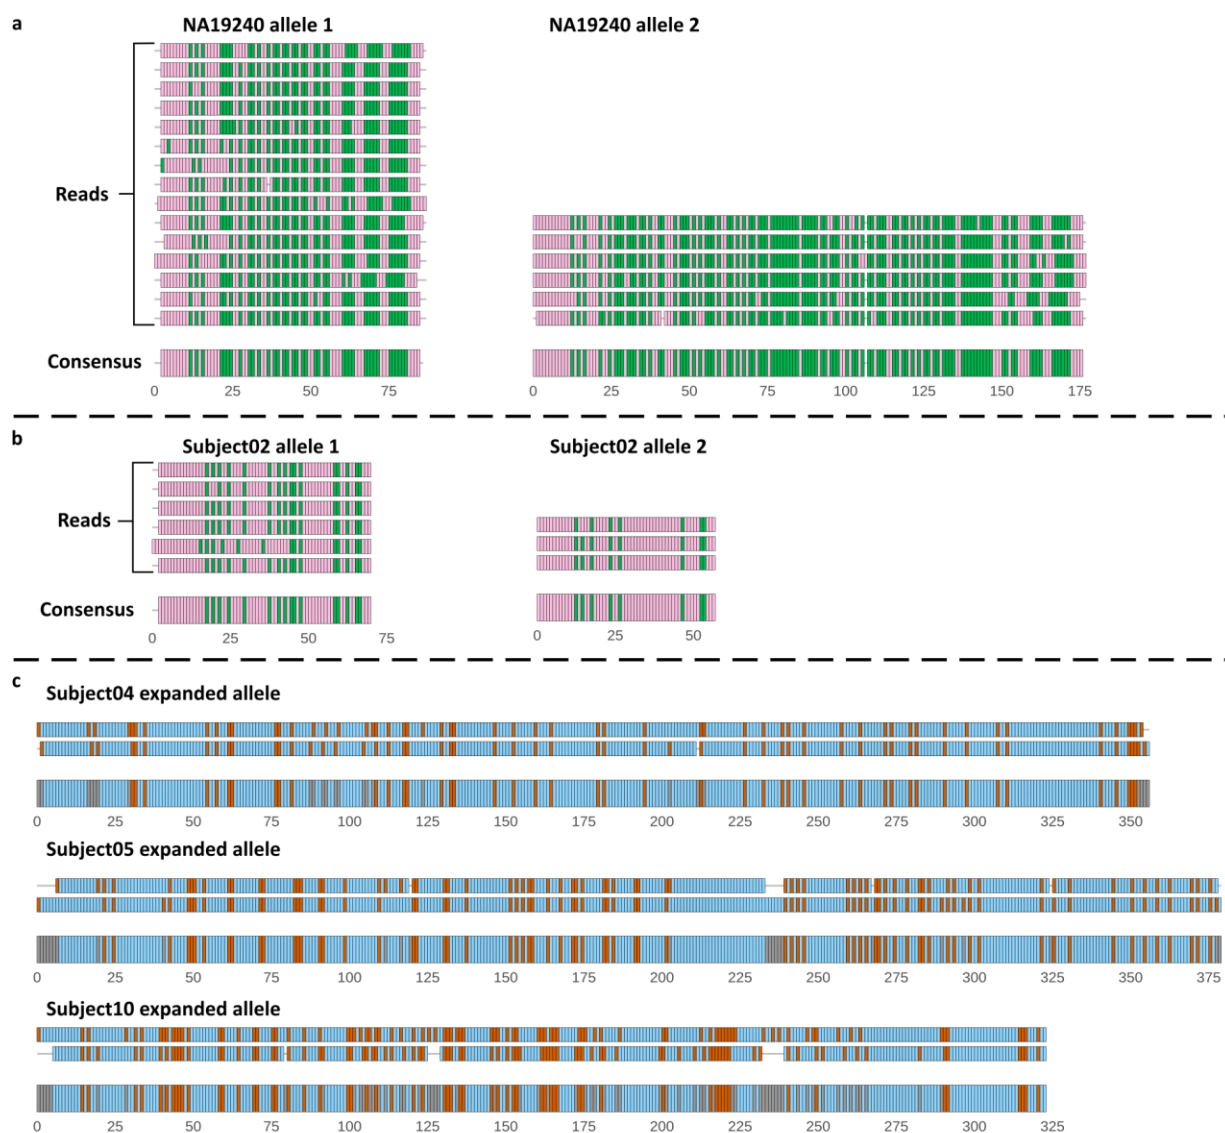 a
NA19240 allele 1
NA19240 allele 2
Reads
Consensus
0 25 50 75
0 25 50 75 100 125 150 175
b
Subject02 allele 1
Subject02 allele 2
Reads
Consensus
0 25 50 75
0 25 50
c
Subject04 expanded allele
0 25 50 75 100 125 150 175 200 225 250 275 300 325 350
Subject05 expanded allele
0 25 50 75 100 125 150 175 200 225 250 275 300 325 350 375
Subject10 expanded allele
0 25 50 75 100 125 150 175 200 225 250 275 300 325